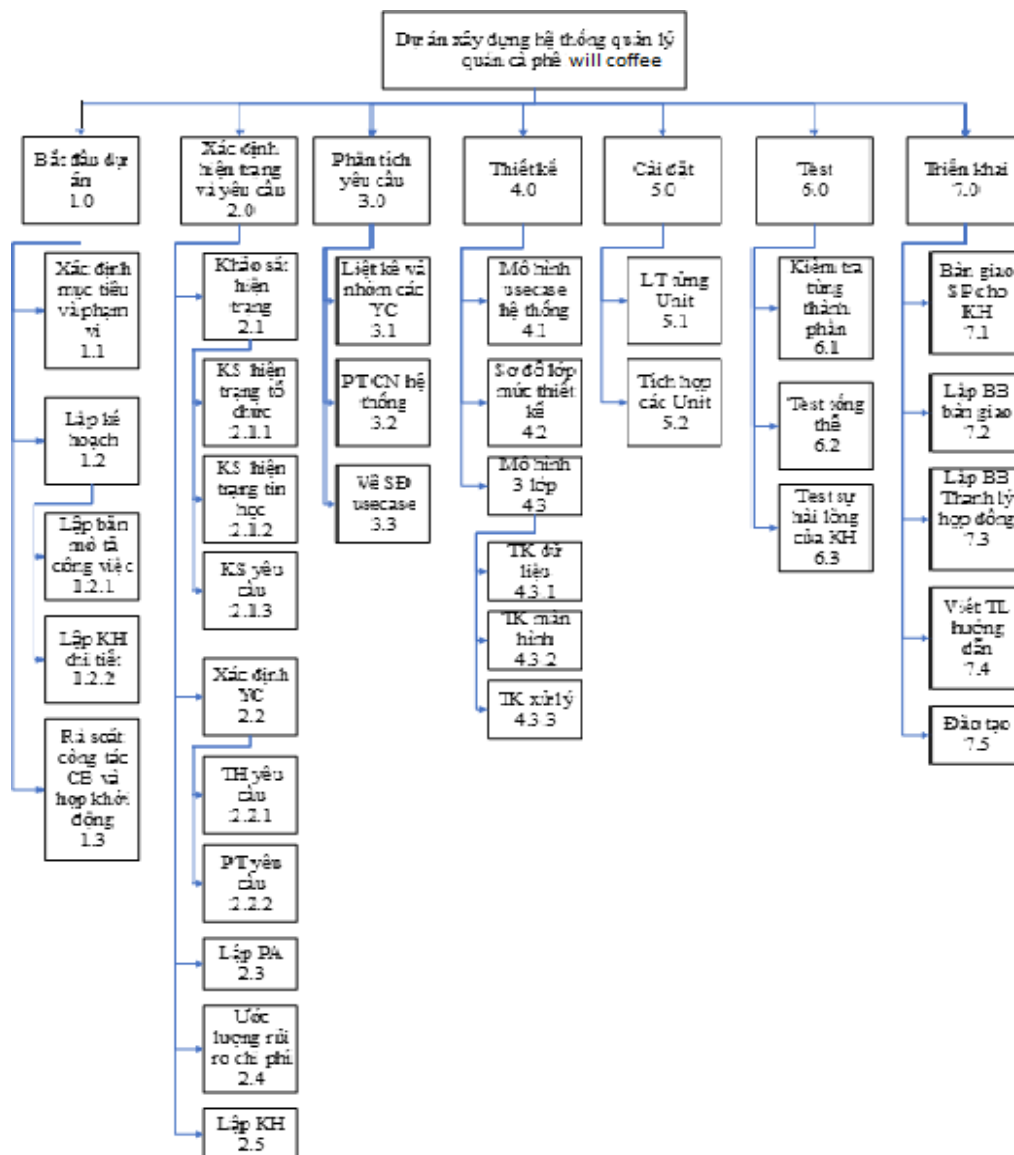 Dự án xây dựng hệ thống quản lý
quán cà phê will coffee
Bắt đầu dự
án
1.0
Xác định
hiện trạng
và yêu cầu
2.0
Phân tích
yêu cầu
3.0
Thiết kế
4.0
Cài đặt
5.0
Test
6.0
Triển khai
7.0
Xác định
mục tiêu
và phạm
vi
1.1
Lập kế
hoạch
1.2
Lập bản
mô tả
công việc
1.2.1
Lập KH
chi tiết
1.2.2
Rà soát
công tác
CB và
họp khởi
động
1.3
Khảo sát
hiện
trạng
2.1
KS hiện
trạng tổ
chức
2.1.1
KS hiện
trạng tin
học
2.1.2
KS yêu
cầu
2.1.3
Xác định
YC
2.2
TH yêu
cầu
2.2.1
PT yêu
cầu
2.2.2
Lập PA
2.3
Ước
lượng rủi
ro chi phí
2.4
Lập KH
2.5
Liệt kê và
nhóm các
YC
3.1
PT CN hệ
thống
3.2
Vẽ SĐ
usecase
3.3
Mô hình
usecase
hệ thống
4.1
Sơ đồ lớp
mức thiết
kế
4.2
Mô hình
3 lớp
4.3
TK dữ
liệu
4.3.1
TK màn
hình
4.3.2
TK xử lý
4.3.3
LT từng
Unit
5.1
Tích hợp
các Unit
5.2
Kiểm tra
từng
thành
phần
6.1
Test tổng
thể
6.2
Test sự
hài lòng
của KH
6.3
Bàn giao
SP cho
KH
7.1
Lập BB
bàn giao
7.2
Lập BB
Thanh lý
hợp đồng
7.3
Viết TL
hướng
dẫn
7.4
Đào tạo
7.5